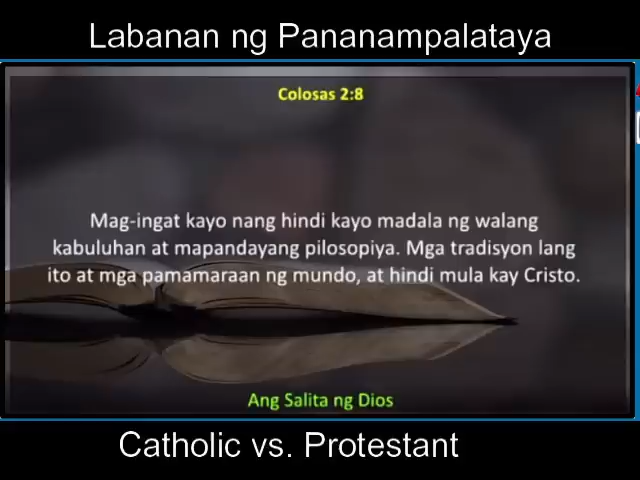 Labanan ng Pananampalataya
Colosas 2:8
Mag-ingat kayo nang hindi kayo madala ng walang
kabuluhan at mapandayang pilosopiya. Mga tradisyon lang
ito at mga pamamaraan ng mundo, at hindi mula kay Cristo.
Ang Salita ng Dios
Catholic vs. Protestant